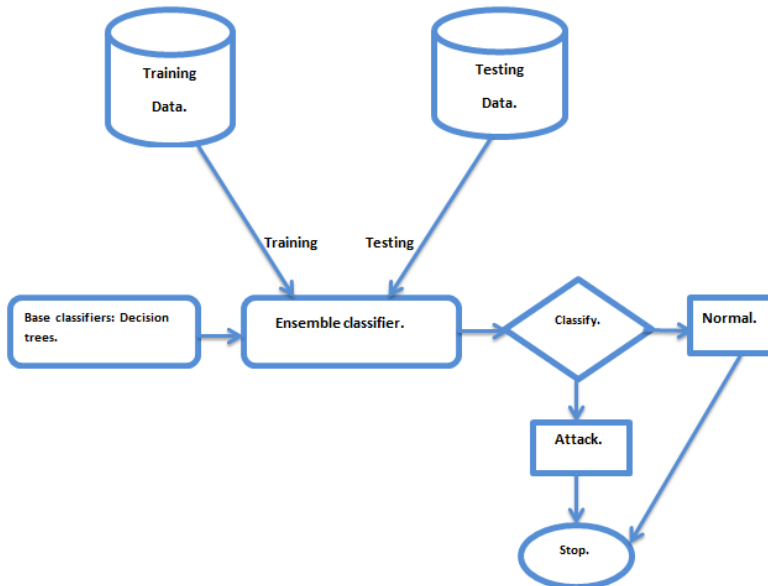 Training
Data.
Testing
Data.
Training
Testing
Base classifiers: Decision
trees.
Ensemble classifier.
Classify.
Normal.
Attack.
Stop.